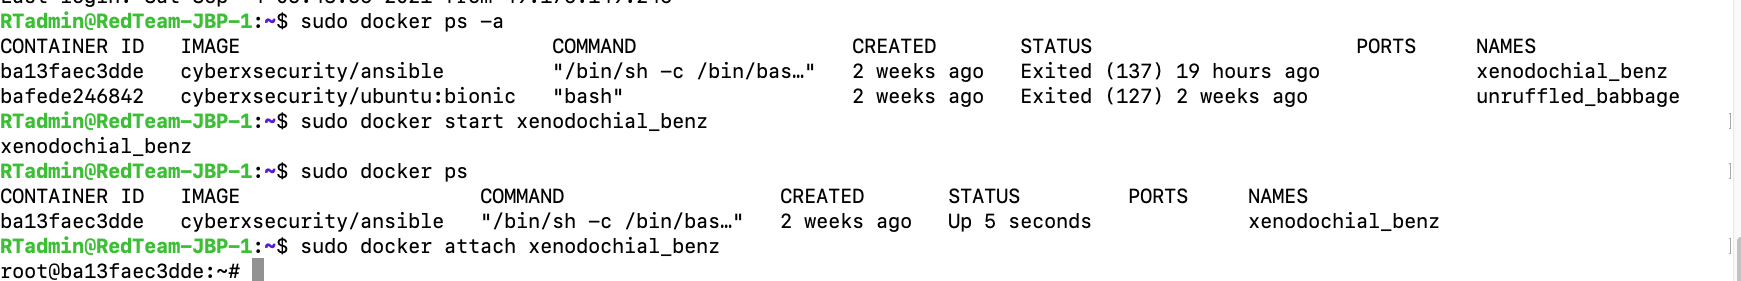 RTadmin@RedTeam-JBP-1:~$ sudo docker ps -a
CONTAINER ID IMAGE COMMAND CREATED STATUS PORTS NAMES
ba13faec3dde cyberxsecurity/ansible "/bin/sh -c /bin/bas…" 2 weeks ago Exited (137) 19 hours ago xenodochial_benz
bafede246842 cyberxsecurity/ubuntu:bionic "bash" 2 weeks ago Exited (127) 2 weeks ago unruffled_babbage
RTadmin@RedTeam-JBP-1:~$ sudo docker start xenodochial_benz
xenodochial_benz
RTadmin@RedTeam-JBP-1:~$ sudo docker ps
CONTAINER ID IMAGE COMMAND CREATED STATUS PORTS NAMES
ba13faec3dde cyberxsecurity/ansible "/bin/sh -c /bin/bas…" 2 weeks ago Up 5 seconds xenodochial_benz
RTadmin@RedTeam-JBP-1:~$ sudo docker attach xenodochial_benz
root@ba13faec3dde:~#